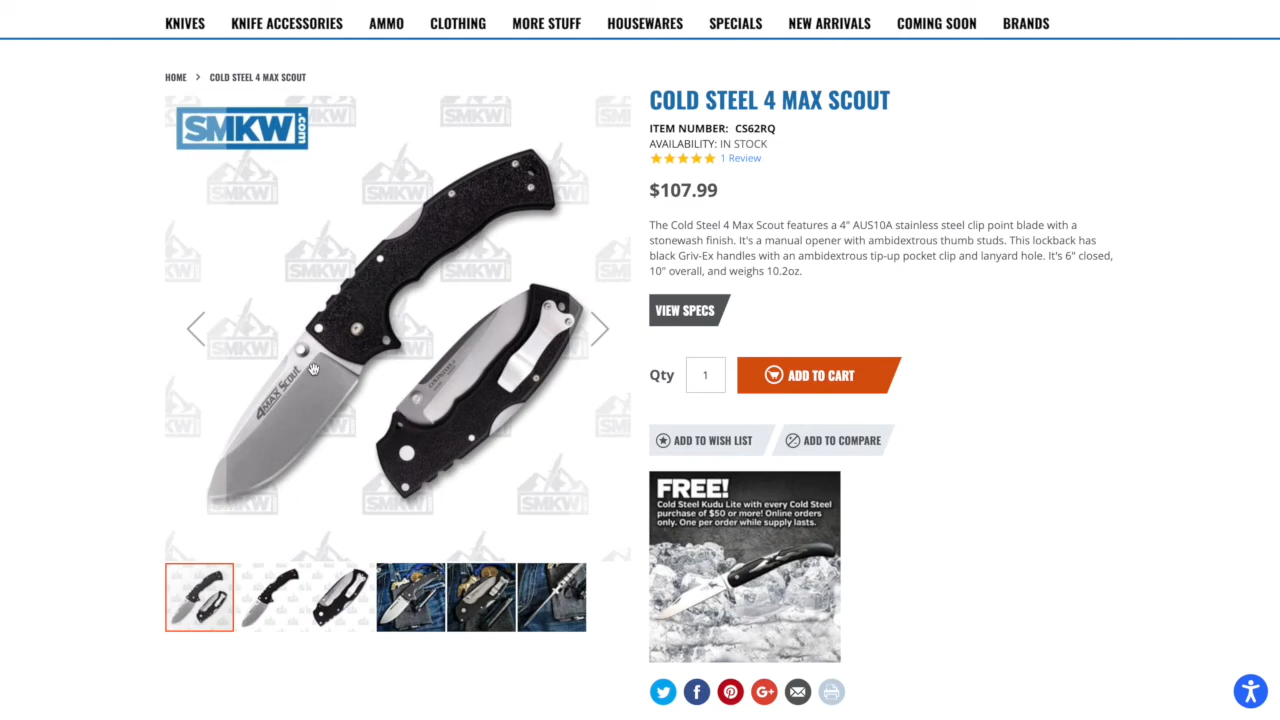 KNIVES KNIFE ACCESSORIES AMMO CLOTHING MORE STUFF HOUSEWARES SPECIALS NEW ARRIVALS COMING SOON BRANDS
HOME > COLD STEEL 4 MAX SCOUT
SMKW.com
4MAX Scout
COLD STEEL 4 MAX SCOUT
ITEM NUMBER: CS62RQ
AVAILABILITY: IN STOCK
1 Review
$107.99
The Cold Steel 4 Max Scout features a 4" AUS10A stainless steel clip point blade with a
stonewash finish. It's a manual opener with ambidextrous thumb studs. This lockback has
black Griv-Ex handles with an ambidextrous tip-up pocket clip and lanyard hole. It's 6" closed,
10" overall, and weighs 10.2oz.
VIEW SPECS
Qty 1 ADD TO CART
ADD TO WISH LIST ADD TO COMPARE
FREE!
Cold Steel Kudu Lite with every Cold Steel
purchase of $50 or more! Online orders
only. One per order while supply lasts.